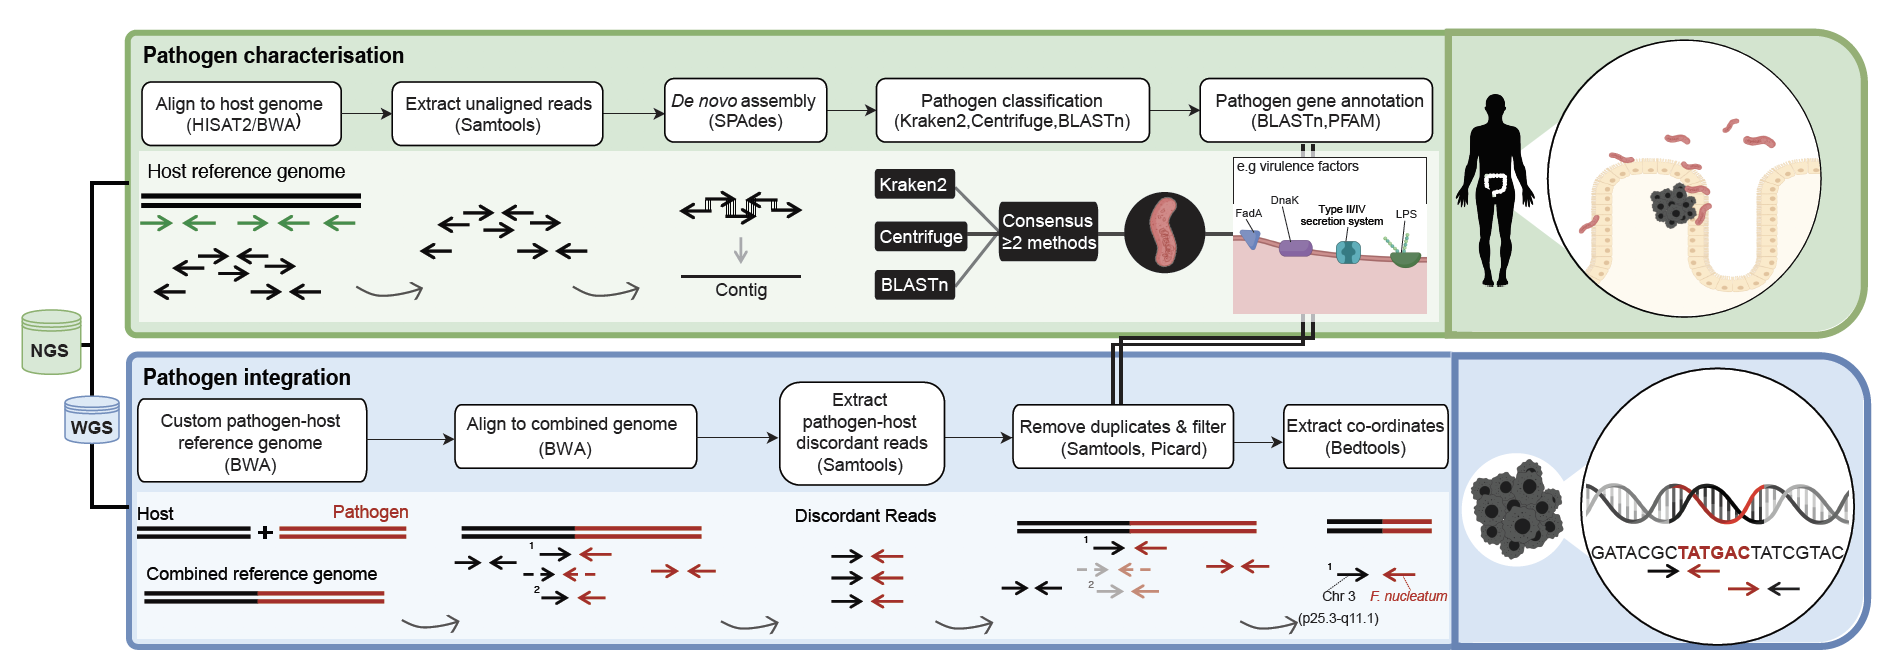 Pathogen characterisation
Align to host genome
(HISAT2/BWA)
Extract unaligned reads
(Samtools)
De novo assembly
(SPAdes)
Pathogen classification
(Kraken2,Centrifuge,BLASTn)
Pathogen gene annotation
(BLASTn,PFAM)
Host reference genome
Contig
Kraken2
Centrifuge
BLASTn
Consensus
≥2 methods
e.g virulence factors
FadA
DnaK
Type II/IV
secretion system
LPS
NGS
WGS
Pathogen integration
Custom pathogen-host
reference genome
(BWA)
Align to combined genome
(BWA)
Extract
pathogen-host
discordant reads
(Samtools)
Remove duplicates & filter
(Samtools, Picard)
Extract co-ordinates
(Bedtools)
Host
+
Pathogen
Combined reference genome
1
2
Discordant Reads
1
2
1
Chr 3
F. nucleatum
(p25.3-q11.1)
GATACGCTATGACTATCGTAC